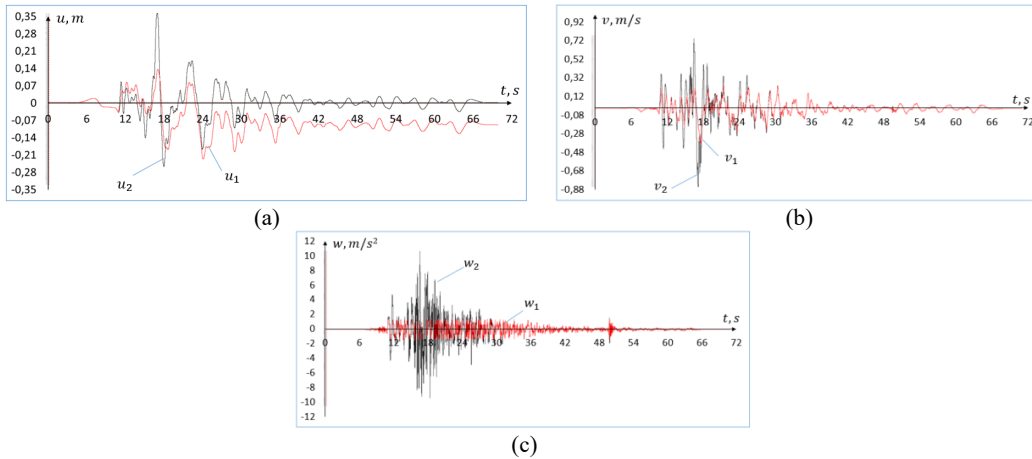 u, m
0,35
0,28
0,21
0,14
0,07
0
-0,07
-0,14
-0,21
-0,28
-0,35
6 12 18 24 30 36 42 48 54 60 66 72
t, s
u₂
u₁
(a)
v, m/s
0,92
0,72
0,52
0,32
0,12
-0,08
-0,28
-0,48
-0,68
-0,88
0 6 12 18 24 30 36 42 48 54 60 66 72
t, s
v₁
v₂
(b)
w, m/s²
12
10
8
6
4
2
0
-2
-4
-6
-8
-10
-12
0 6 12 18 24 30 36 42 48 54 60 66 72
t, s
w₂
w₁
(c)